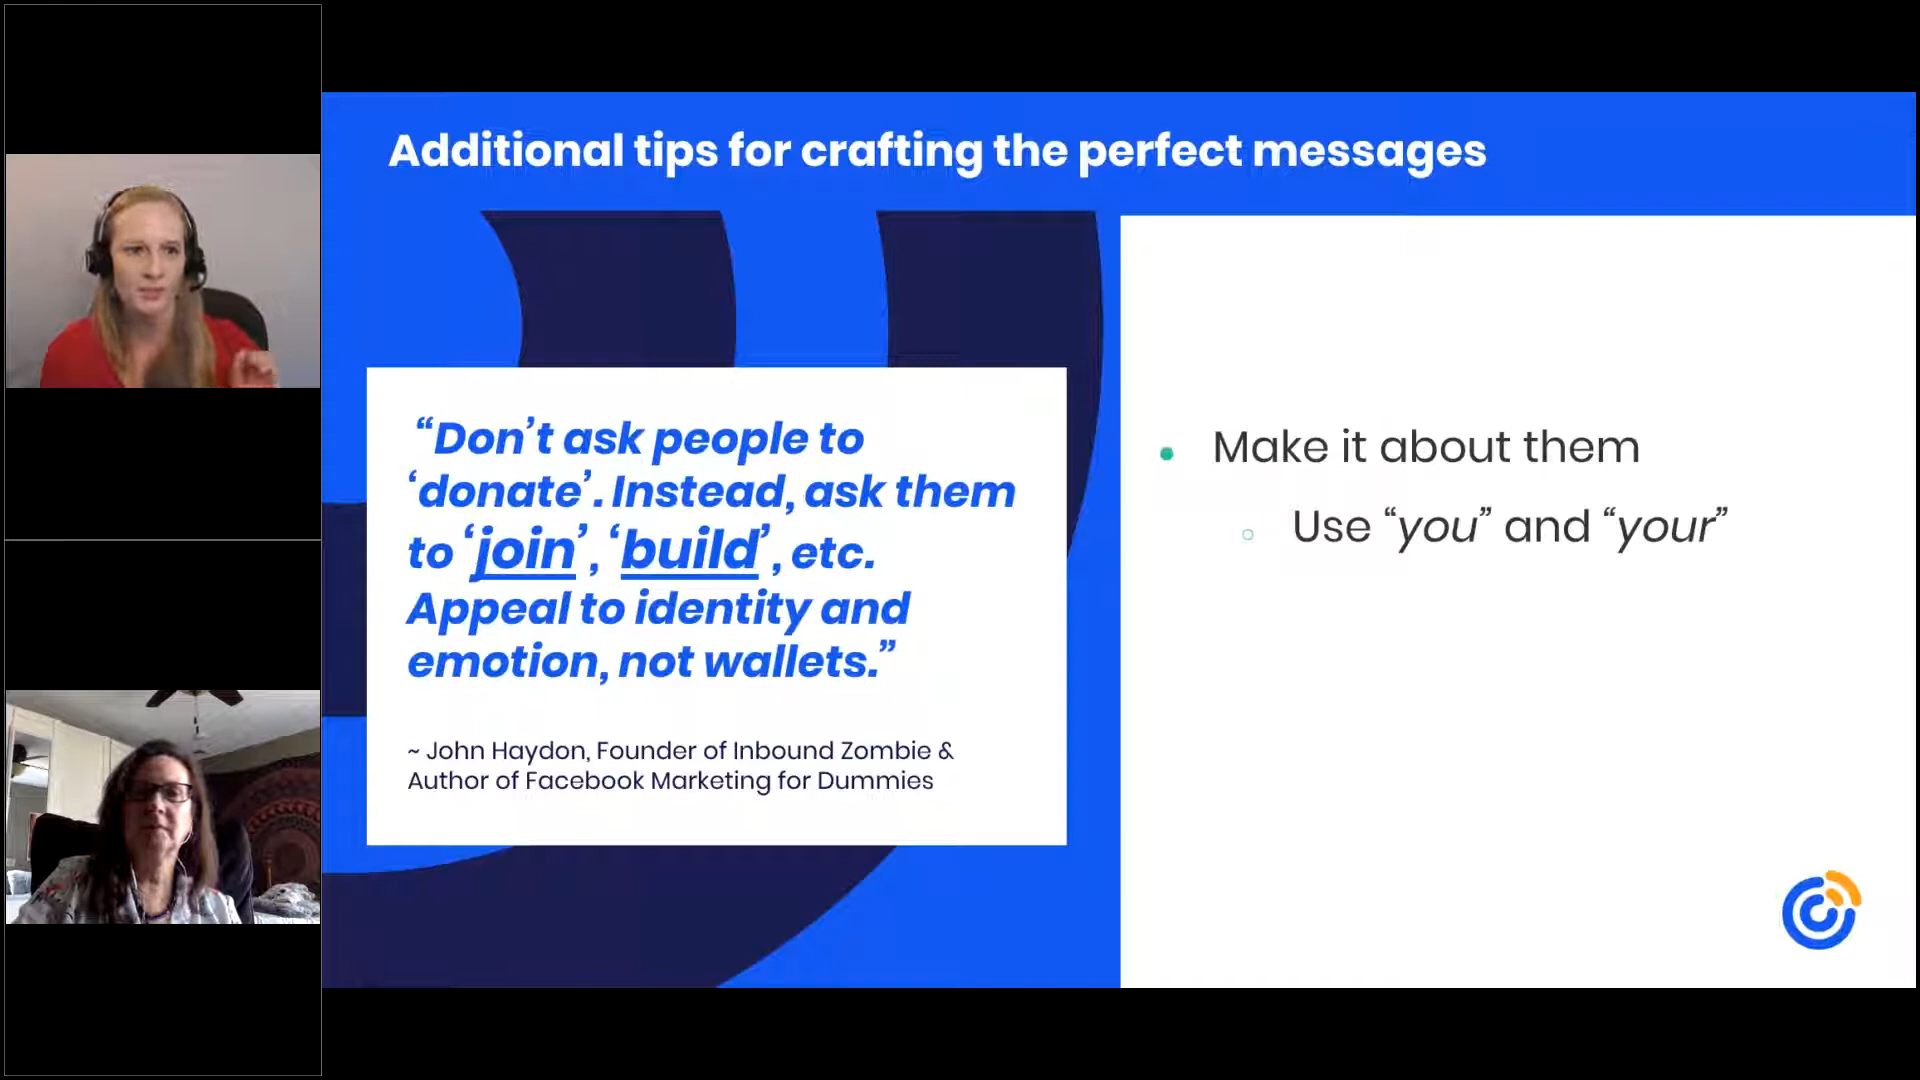 Additional tips for crafting the perfect messages
“Don’t ask people to
‘donate’. Instead, ask them
to ‘join’, ‘build’, etc.
Appeal to identity and
emotion, not wallets.”
~ John Haydon, Founder of Inbound Zombie &
Author of Facebook Marketing for Dummies
Make it about them
Use “you” and “your”